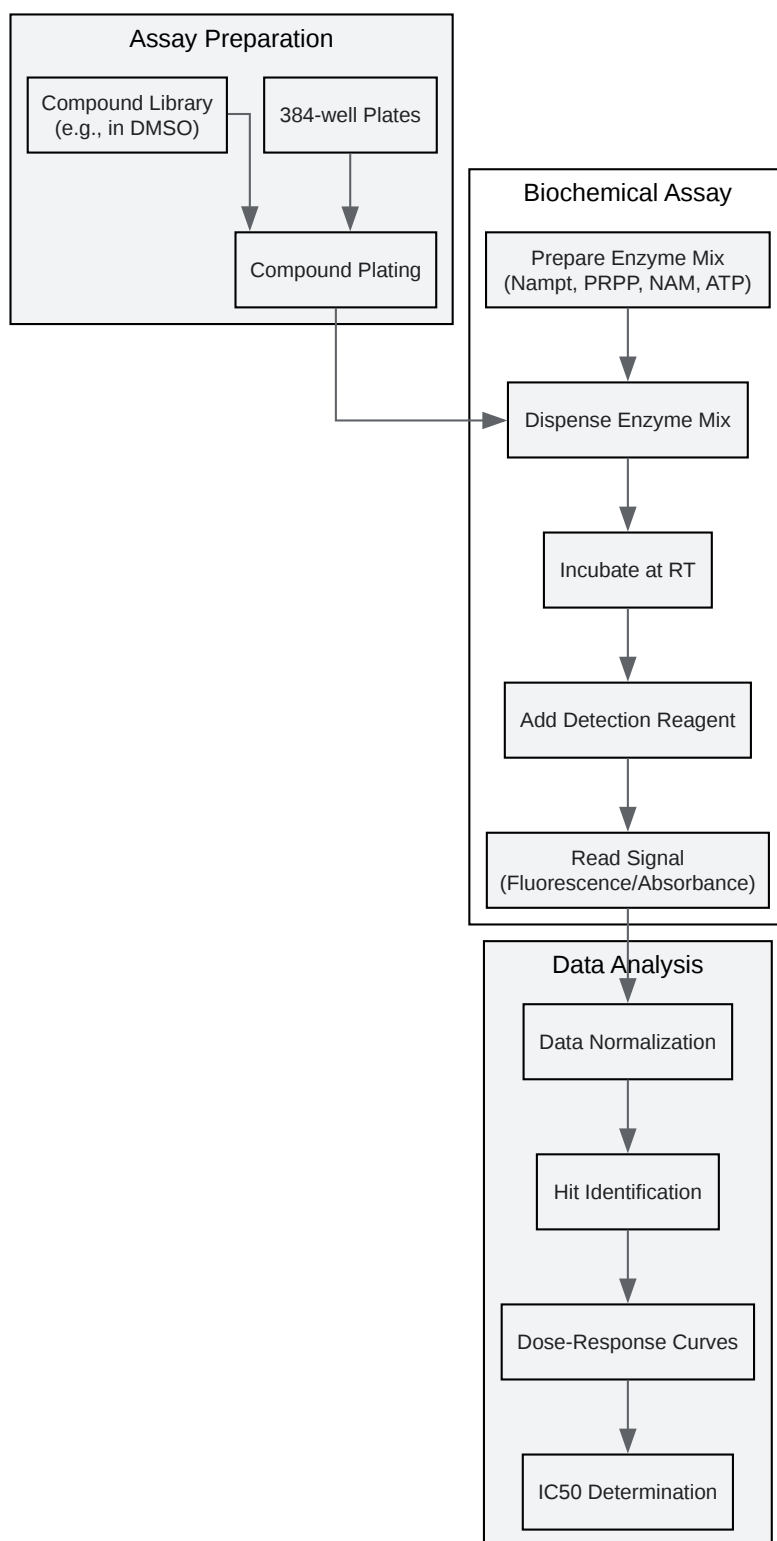 Assay Preparation
Compound Library
(e.g., in DMSO)
384-well Plates
Compound Plating
Biochemical Assay
Prepare Enzyme Mix
(Nampt, PRPP, NAM, ATP)
Dispense Enzyme Mix
Incubate at RT
Add Detection Reagent
Read Signal
(Fluorescence/Absorbance)
Data Analysis
Data Normalization
Hit Identification
Dose-Response Curves
IC50 Determination